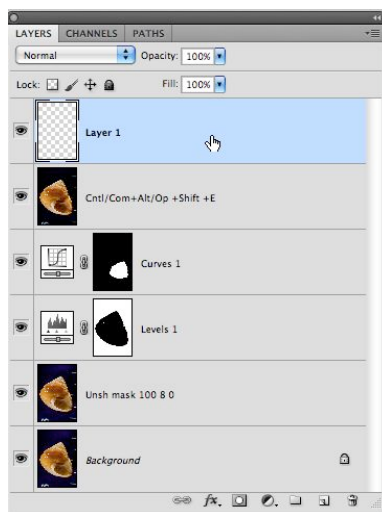 LAYERS CHANNELS PATHS
Normal Opacity: 100%
Lock: Fill: 100%
Layer 1
Cntl/Com+Alt/Op +Shift +E
Curves 1
Levels 1
Unsh mask 100 8 0
Background
fx.